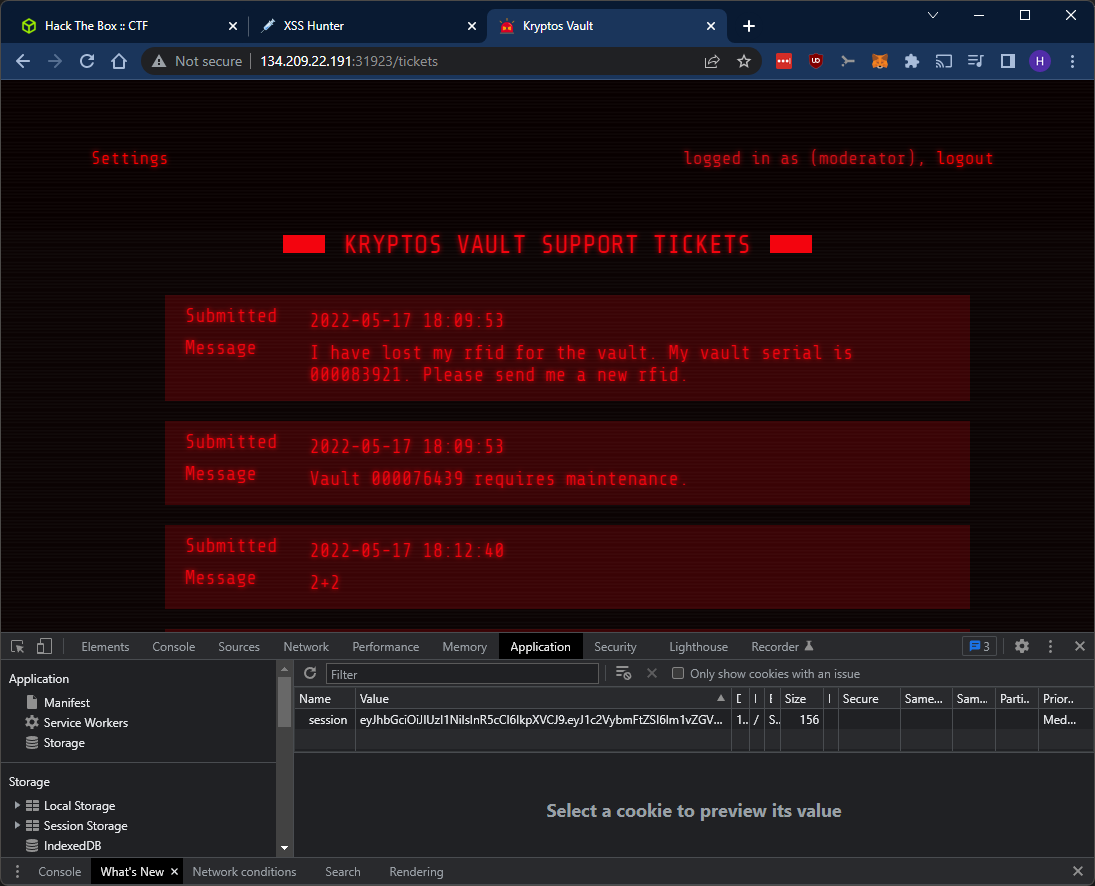 Hack The Box :: CTF
XSS Hunter
Kryptos Vault
Not secure
134.209.22.191:31923/tickets
H
Settings
logged in as (moderator), logout
KRYPTOS VAULT SUPPORT TICKETS
Submitted 2022-05-17 18:09:53
Message I have lost my rfid for the vault. My vault serial is
000083921. Please send me a new rfid.
Submitted 2022-05-17 18:09:53
Message Vault 000076439 requires maintenance.
Submitted 2022-05-17 18:12:40
Message 2+2
Elements Console Sources Network Performance Memory Application Security Lighthouse Recorder 3
Application
Manifest
Service Workers
Storage
Storage
Local Storage
Session Storage
IndexedDB
Filter
Only show cookies with an issue
Name Value Size Secure Same... Sam... Parti... Prior...
session 1.. / S.. 156 Med...
Select a cookie to preview its value
Console What's New Network conditions Search Rendering